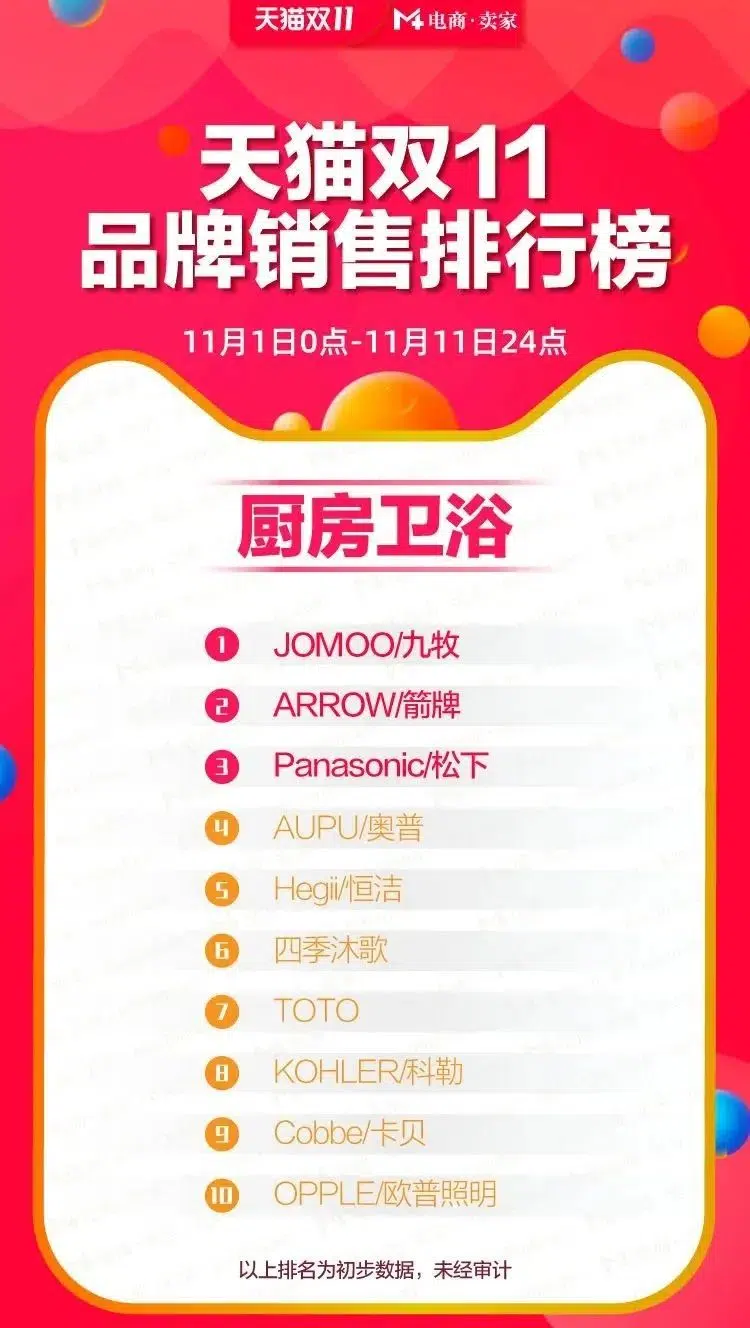 天猫双11 M4 电商·卖家
天猫双11
品牌销售排行榜
11月1日0点-11月11日24点
厨房卫浴
1 JOMOO/九牧
2 ARROW/箭牌
3 Panasonic/松下
4 AUPU/奥普
5 Hegii/恒洁
6 四季沐歌
7 TOTO
8 KOHLER/科勒
9 Cobbe/卡贝
10 OPPLE/欧普照明
以上排名为初步数据，未经审计